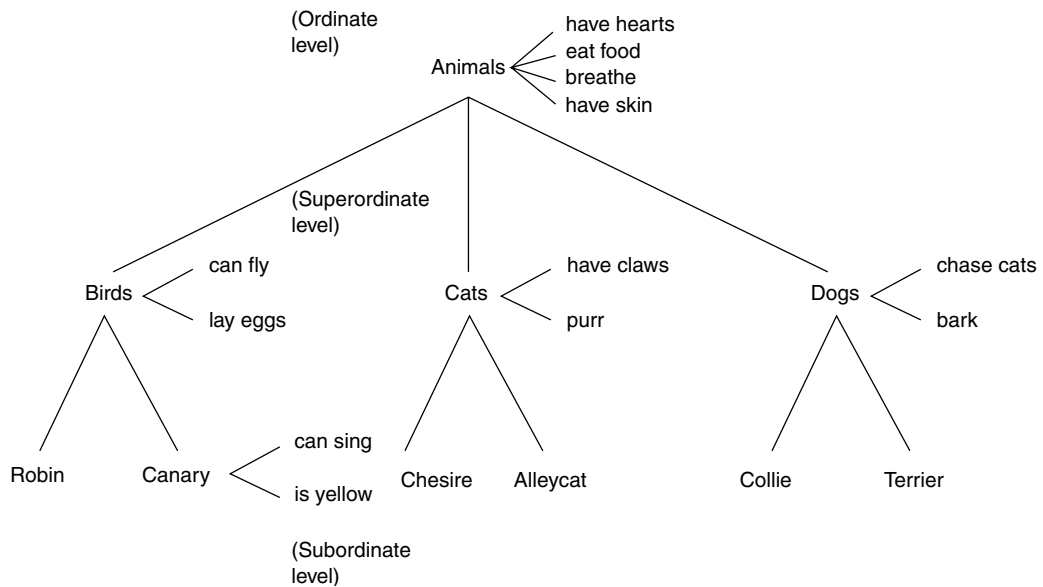 (Ordinate
level)
Animals
have hearts
eat food
breathe
have skin
(Superordinate
level)
Birds
can fly
lay eggs
Cats
have claws
purr
Dogs
chase cats
bark
Robin
Canary
can sing
is yellow
Chesire
Alleycat
Collie
Terrier
(Subordinate
level)